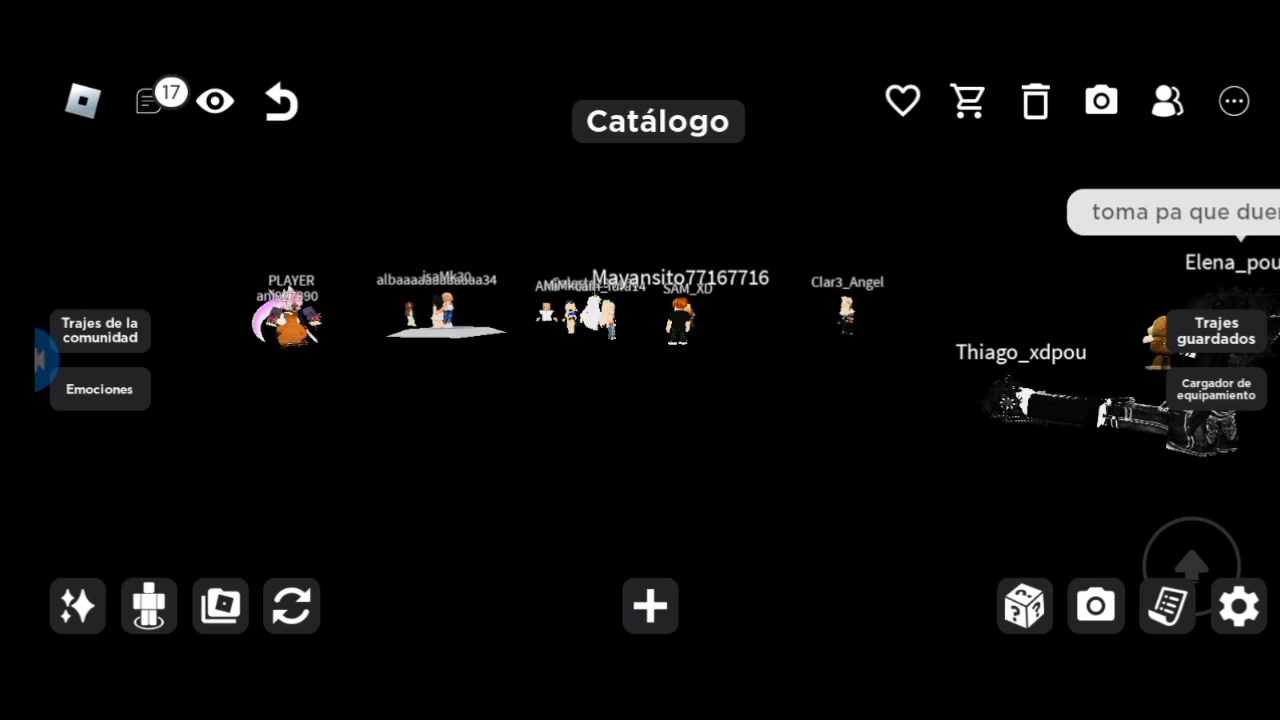 17
Catálogo
toma pa que
Elena_pou
PLAYER
isaMk30
Mayansito77167716
SAM_XD
Clar3_Angel
Trajes de la
comunidad
Trajes
guardados
Thiago_xdpou
Emociones
Cargador de
equipamiento